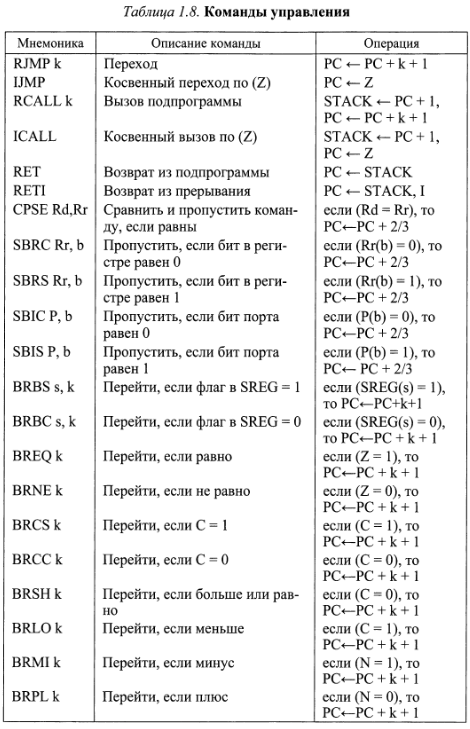 Таблица 1.8. Команды управления
Мнемоника Описание команды Операция
RJMP k Переход PC ← PC + k + 1
IJMP Косвенный переход по (Z) PC ← Z
RCALL k Вызов подпрограммы STACK ← PC + 1,
PC ← PC + k + 1
ICALL Косвенный вызов по (Z) STACK ← PC + 1,
PC ← Z
RET Возврат из подпрограммы PC ← STACK
RETI Возврат из прерывания PC ← STACK, I
CPSE Rd,Rr Сравнить и пропустить коман- если (Rd = Rr), то
ду, если равны PC←PC + 2/3
SBRC Rr, b Пропустить, если бит в реги- если (Rr(b) = 0), то
стре равен 0 PC←PC + 2/3
SBRS Rr, b Пропустить, если бит в реги- если (Rr(b) = 1), то
стре равен 1 PC←PC + 2/3
SBIC P, b Пропустить, если бит порта если (P(b) = 0), то
равен 0 PC←PC + 2/3
SBIS P, b Пропустить, если бит порта если (P(b) = 1), то
равен 1 PC← PC + 2/3
BRBS s, k Перейти, если флаг в SREG = 1 если (SREG(s) = 1),
то PC←PC+k+1
BRBC s, k Перейти, если флаг в SREG = 0 если (SREG(s) = 0),
то PC←PC + k + 1
BREQ k Перейти, если равно если (Z = 1), то
PC←PC + k + 1
BRNE k Перейти, если не равно если (Z = 0), то
PC←PC + k + 1
BRCS k Перейти, если C = 1 если (C = 1), то
PC←PC + k + 1
BRCC k Перейти, если C = 0 если (C = 0), то
PC←PC + k + 1
BRSH k Перейти, если больше или рав- если (C = 0), то
но PC←PC + k + 1
BRLO k Перейти, если меньше если (C = 1), то
PC←PC + k + 1
BRMI k Перейти, если минус если (N = 1), то
PC←PC + k + 1
BRPL k Перейти, если плюс если (N = 0), то
PC←PC + k + 1